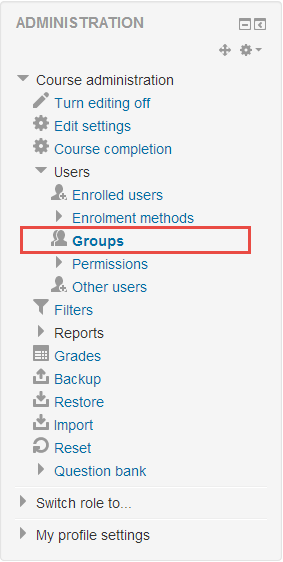 ADMINISTRATION
Course administration
Turn editing off
Edit settings
Course completion
Users
Enrolled users
Enrolment methods
Groups
Permissions
Other users
Filters
Reports
Grades
Backup
Restore
Import
Reset
Question bank
Switch role to...
My profile settings